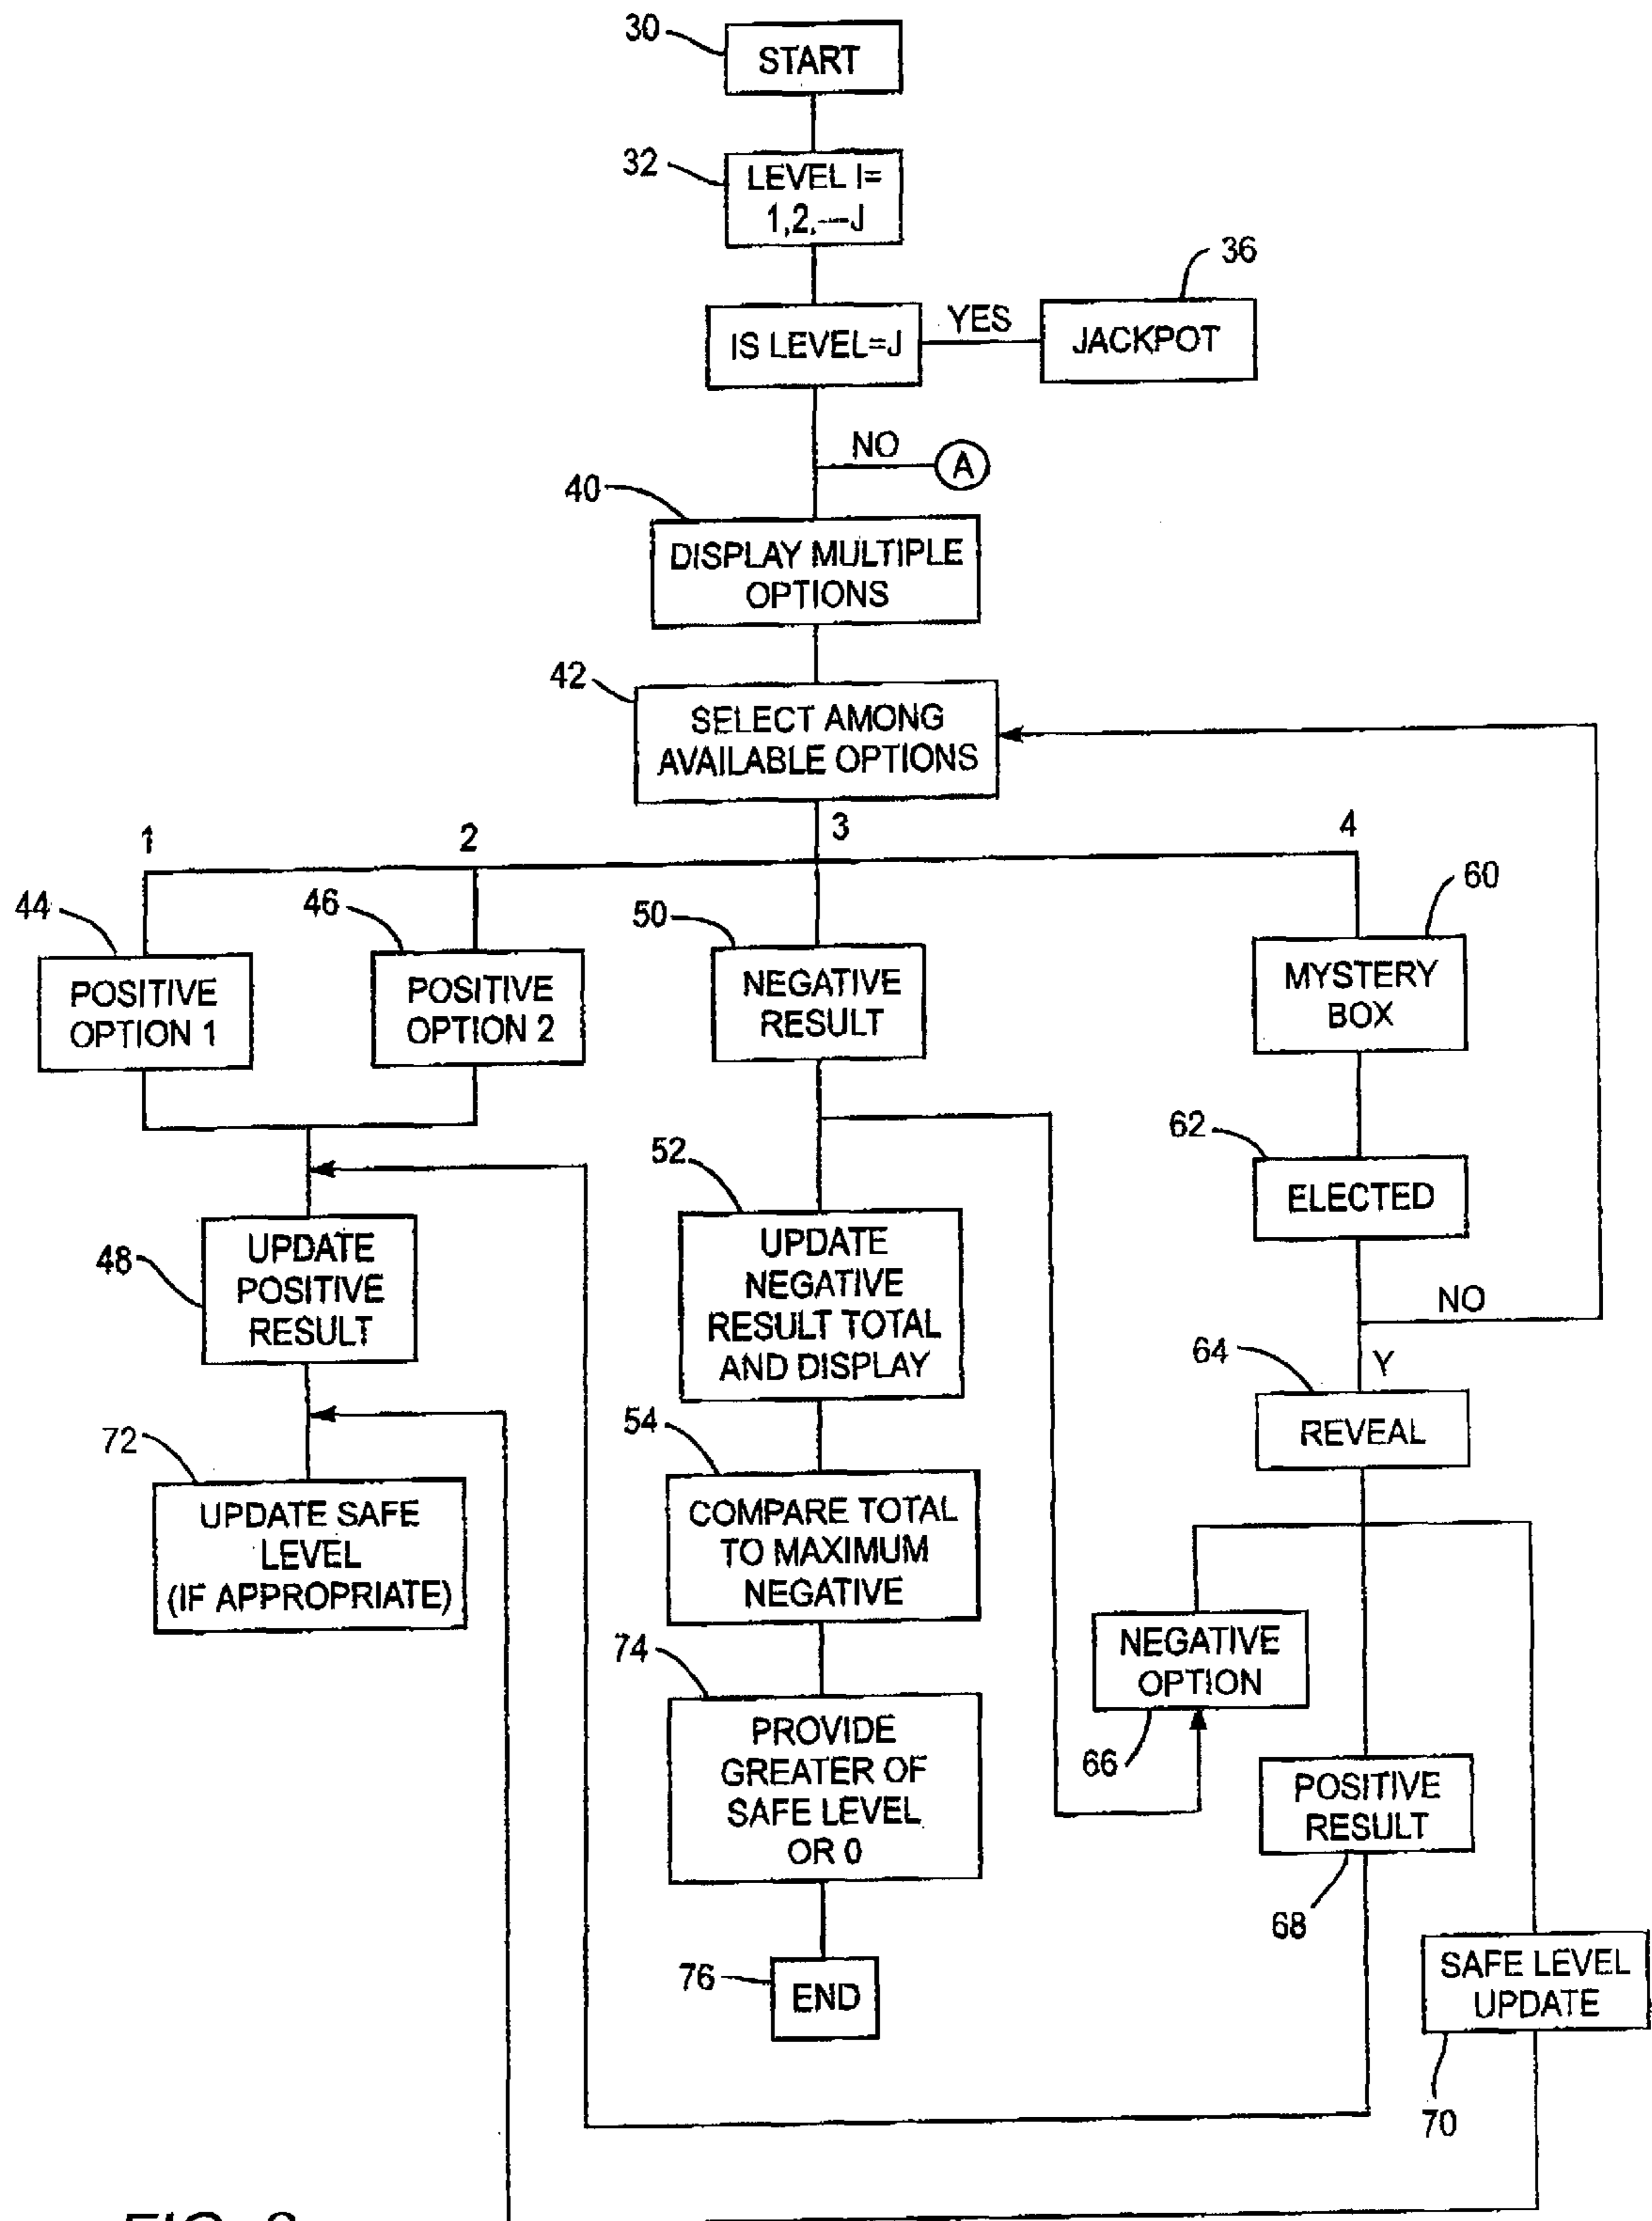 30
START
32
LEVEL I=
1,2,---J
36
IS LEVEL=J
YES
JACKPOT
NO
A
40
DISPLAY MULTIPLE
OPTIONS
42
SELECT AMONG
AVAILABLE OPTIONS
1
2
3
4
44
46
50
60
POSITIVE
OPTION 1
POSITIVE
OPTION 2
NEGATIVE
RESULT
MYSTERY
BOX
62
ELECTED
52
UPDATE
NEGATIVE
RESULT TOTAL
AND DISPLAY
48
UPDATE
POSITIVE
RESULT
NO
64
Y
REVEAL
72
UPDATE SAFE
LEVEL
(IF APPROPRIATE)
54
COMPARE TOTAL
TO MAXIMUM
NEGATIVE
NEGATIVE
OPTION
66
74
PROVIDE
GREATER OF
SAFE LEVEL
OR 0
POSITIVE
RESULT
68
76
END
SAFE LEVEL
UPDATE
70